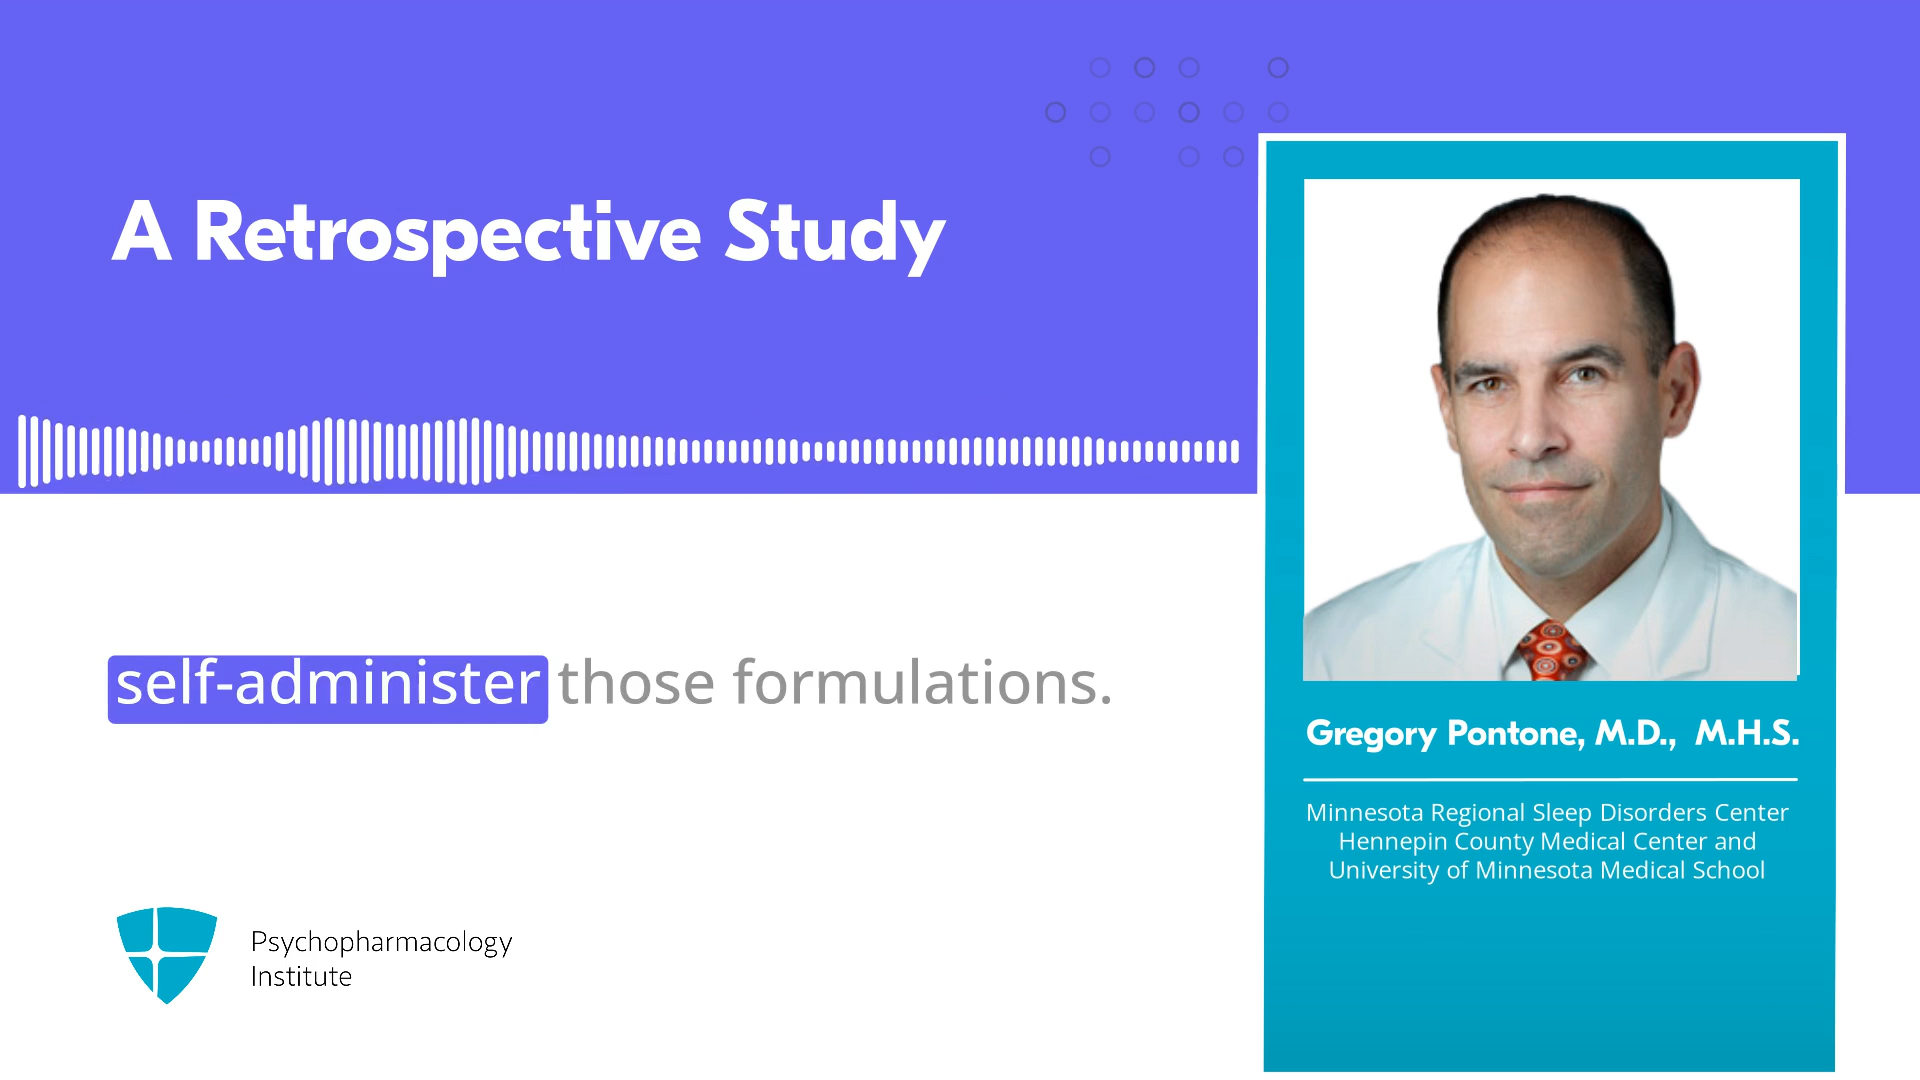 A Retrospective Study
self-administer those formulations.
Gregory Pontone, M.D., M.H.S.
Minnesota Regional Sleep Disorders Center
Hennepin County Medical Center and
University of Minnesota Medical School
Psychopharmacology
Institute